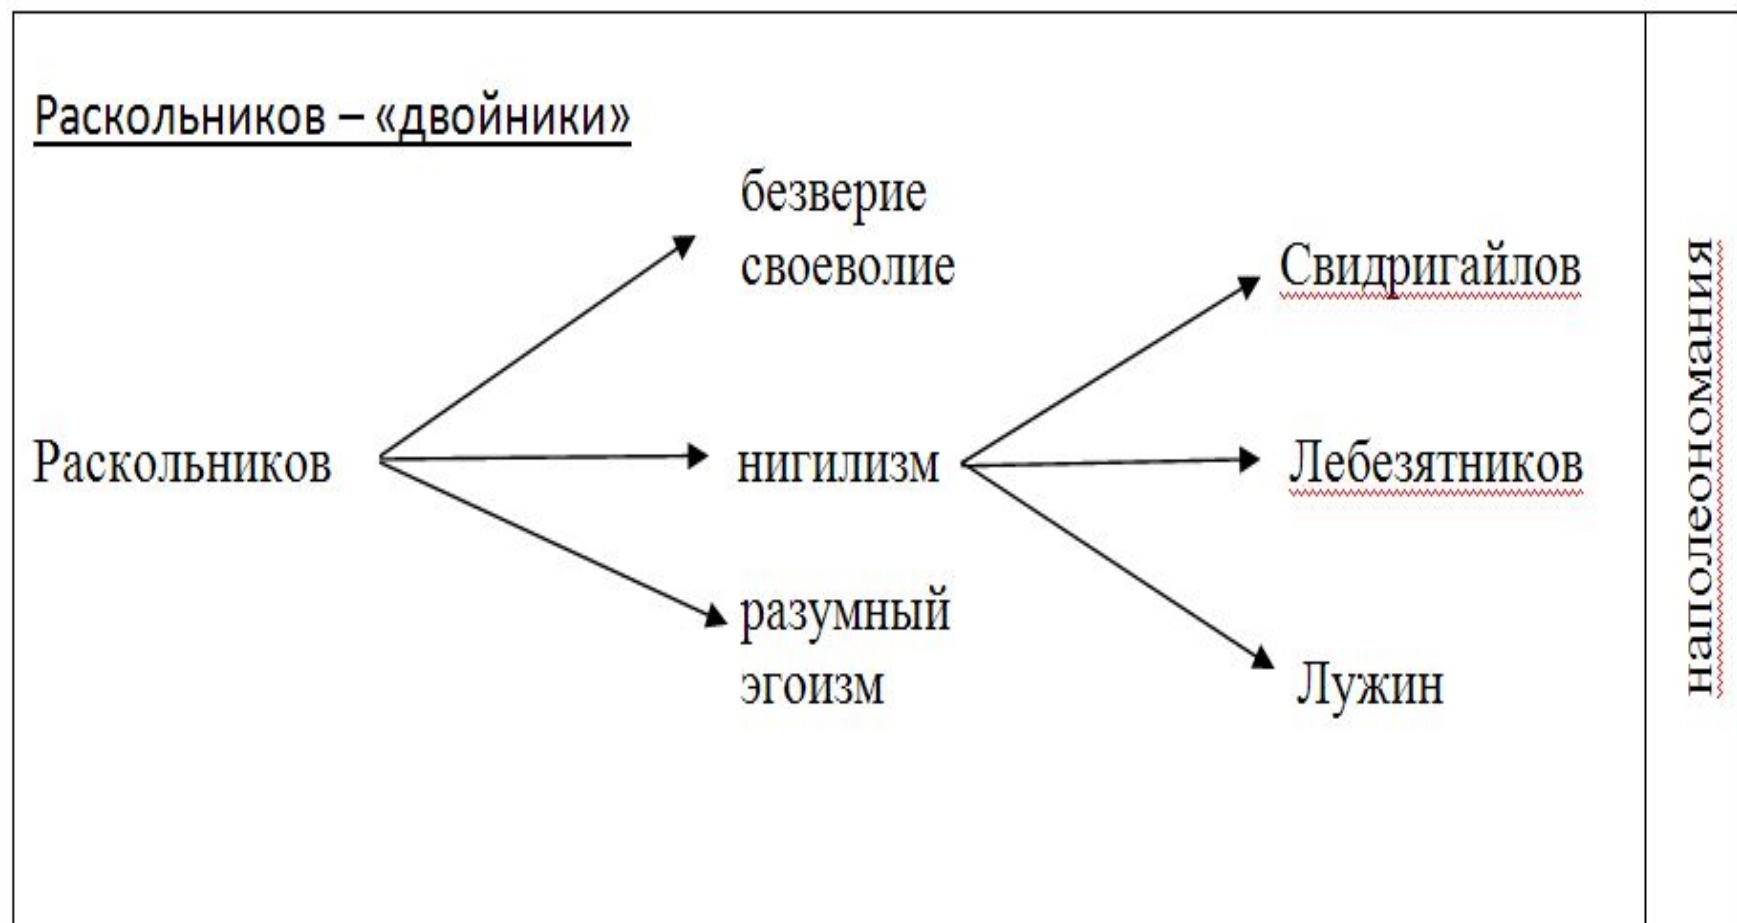 Раскольников – «двойники»
безверие
своеволие
Свидригайлов
Раскольников
нигилизм
Лебезятников
разумный
эгоизм
Лужин
наполеономания